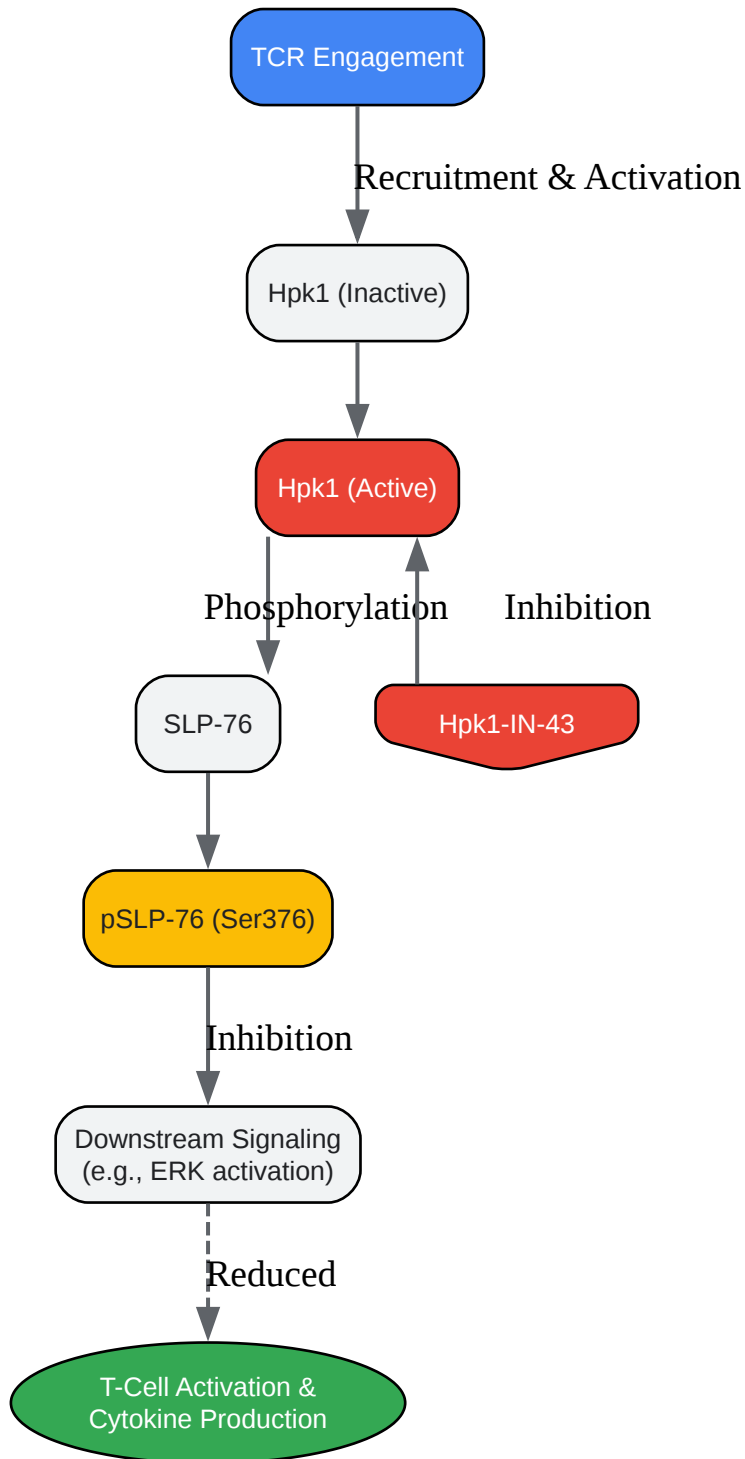 TCR Engagement
Recruitment & Activation
Hpk1 (Inactive)
Hpk1 (Active)
Phosphorylation
Inhibition
SLP-76
Hpk1-IN-43
pSLP-76 (Ser376)
Inhibition
Downstream Signaling
(e.g., ERK activation)
Reduced
T-Cell Activation &
Cytokine Production